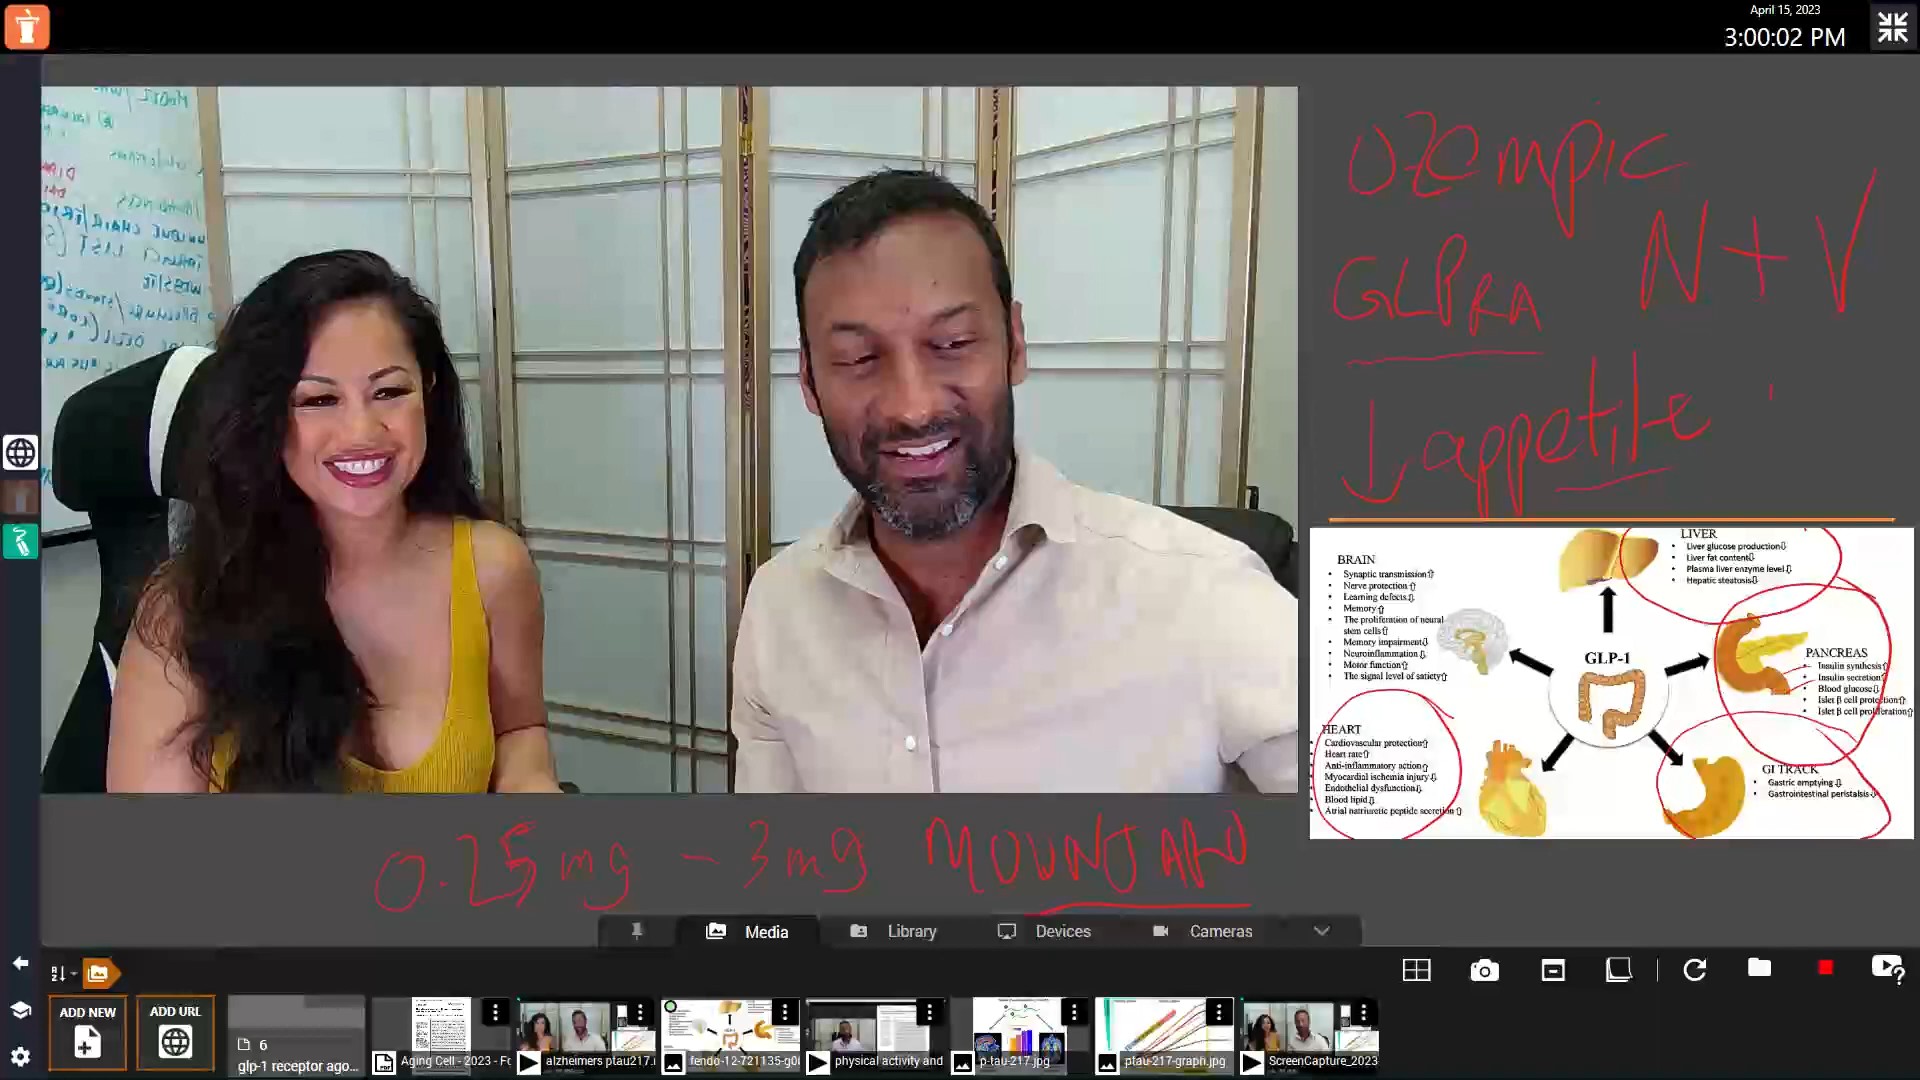 April 15, 2023
3:00:02 PM
OZEmpic
N + V
GLPRA
↓ appetite
0.25 mg - 3 mg MOUNJARO
BRAIN
• Synaptic transmission⇧
• Nerve protection ⇧
• Learning defects⇩
• Memory⇧
• The proliferation of neural
stem cells⇧
• Memory impairment⇩
• Neuroinflammation ⇩
• Motor function⇧
• The signal level of satiety⇧
LIVER
• Liver glucose production⇩
• Liver fat content⇩
• Plasma liver enzyme level⇩
• Hepatic steatosis⇩
GLP-1
PANCREAS
• Insulin synthesis⇧
• Insulin secretion⇧
• Blood glucose⇩
• Islet β cell protection⇧
• Islet β cell proliferation⇧
HEART
• Cardiovascular protection⇧
• Heart rate⇧
• Anti-inflammatory action⇧
• Myocardial ischemia injury⇩
• Endothelial dysfunction⇩
• Blood lipid⇩
• Atrial natriuretic peptide secretion⇧
GI TRACK
• Gastric emptying ⇩
• Gastrointestinal peristalsis⇩
Media
Library
Devices
Cameras
ADD NEW
ADD URL
6
glp-1 receptor ago...
Aging Cell - 2023 - Fo
alzheimers ptau217.
fendo-12-721135-g0
physical activity and
p-tau-217.jpg
ptau-217-graph.jpg
ScreenCapture_2023